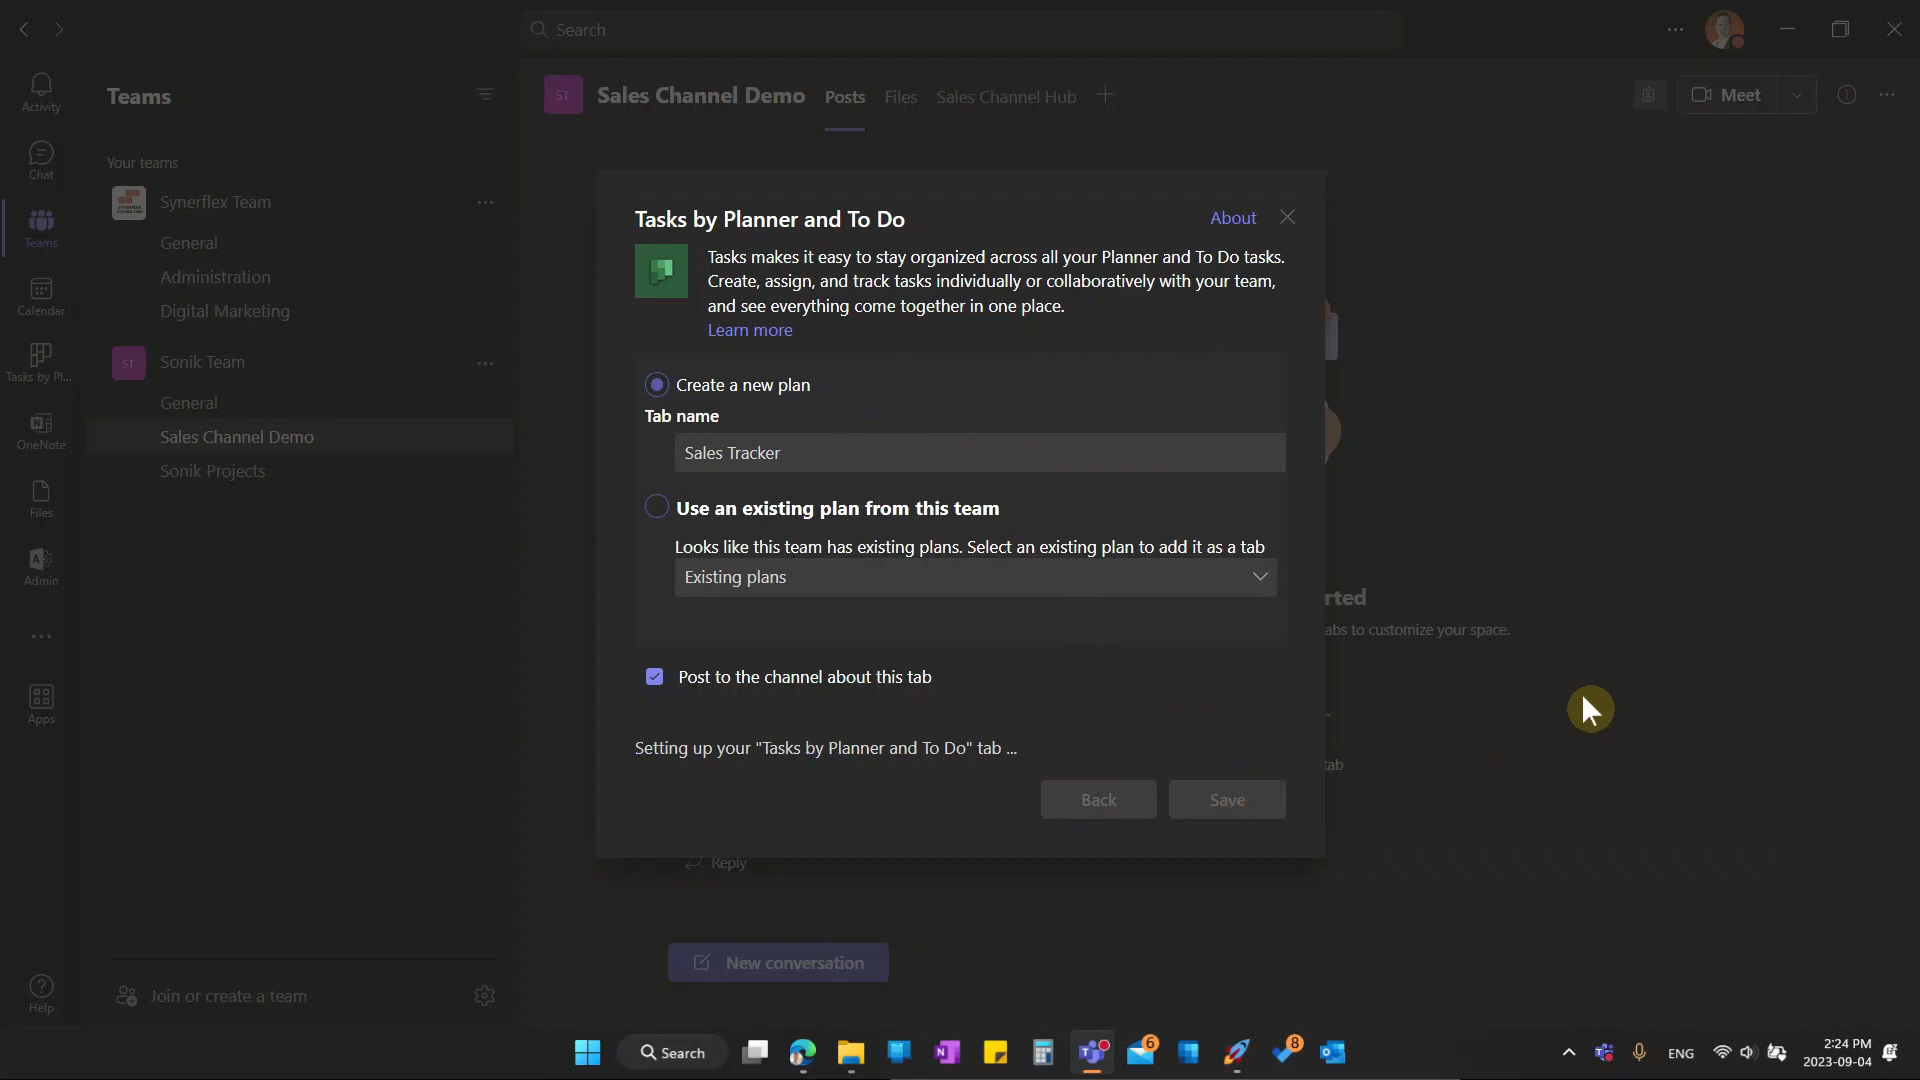 Search
Activity
Chat
Teams
Calendar
Tasks by Pl...
OneNote
Files
Admin
Apps
Help
Teams
Your teams
Synerflex Team
General
Administration
Digital Marketing
ST
Sonik Team
General
Sales Channel Demo
Sonik Projects
Join or create a team
ST
Sales Channel Demo
Posts
Files
Sales Channel Hub
Meet
Tasks by Planner and To Do
About
Tasks makes it easy to stay organized across all your Planner and To Do tasks.
Create, assign, and track tasks individually or collaboratively with your team,
and see everything come together in one place.
Learn more
Create a new plan
Tab name
Sales Tracker
Use an existing plan from this team
Looks like this team has existing plans. Select an existing plan to add it as a tab
Existing plans
Post to the channel about this tab
Setting up your "Tasks by Planner and To Do" tab ...
Back
Save
rted
abs to customize your space.
tab
Reply
New conversation
Search
6
8
ENG
2:24 PM
2023-09-04